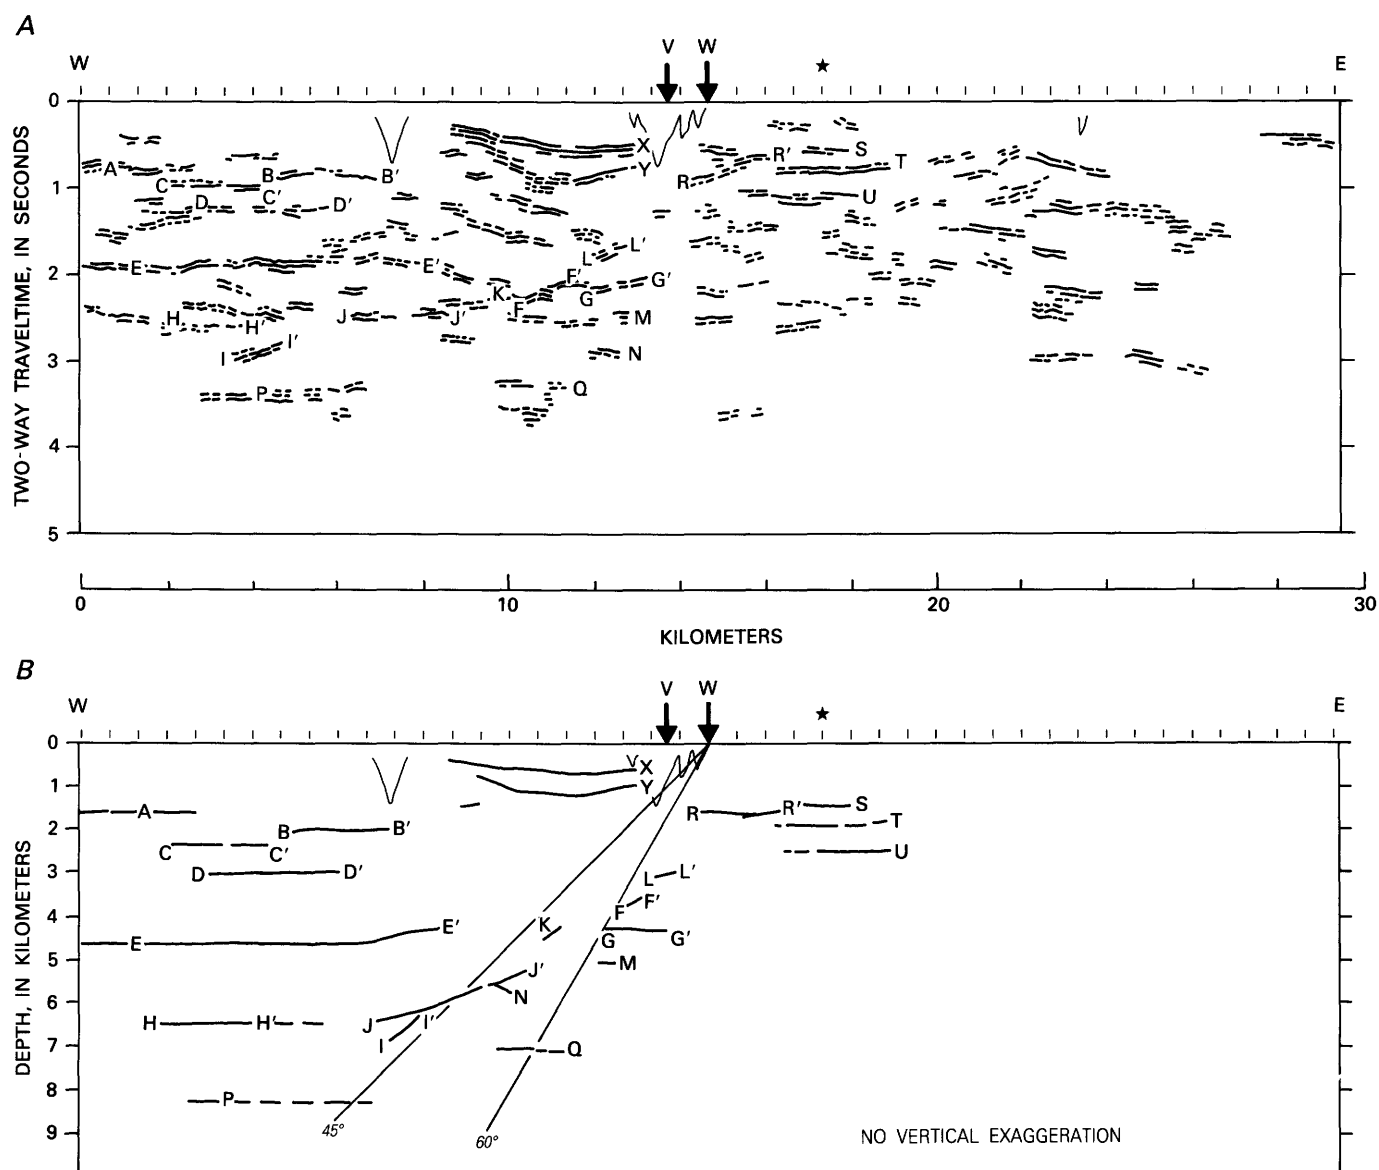 A
V W
W ★ E
0
X
R' S
A Y T
B B' R
C C' U
1
D D'
L'
L
E E' F' G'
2
K G
F
H H' J J' M
I' N
I
3
P Q
4
5
TWO-WAY TRAVELTIME, IN SECONDS
0 10 20 30
KILOMETERS
B
V W
W ★ E
0
X
1 Y
A R R' S
T
2 B B'
C C' U
3 D D' L L'
F F'
4 K
E E' G G'
5 M
J'
6 N
H H' J I'
7 I Q
8 P
9
45° 60°
NO VERTICAL EXAGGERATION
DEPTH, IN KILOMETERS